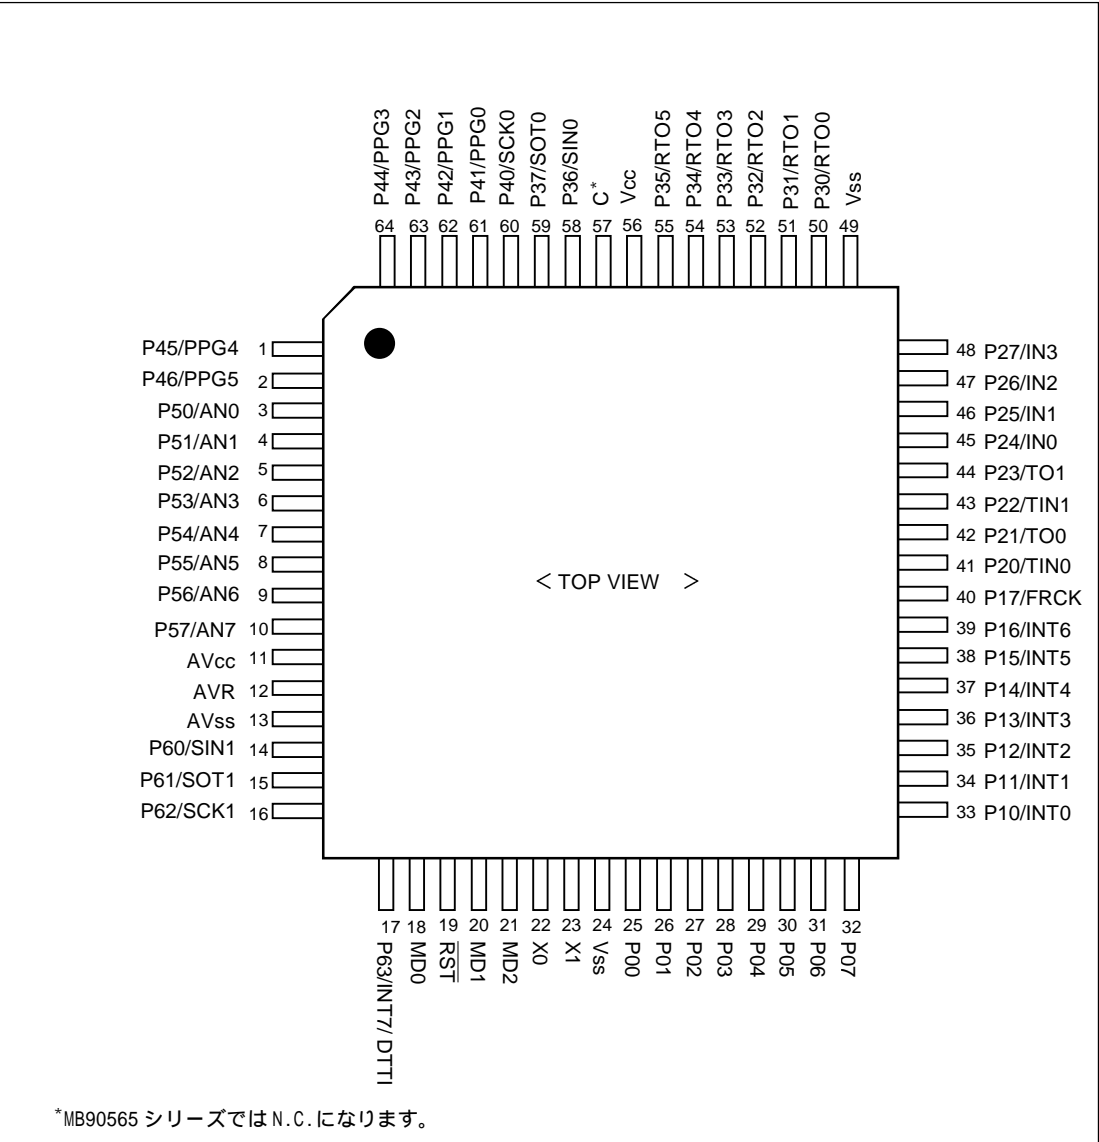 P44/PPG3
P43/PPG2
P42/PPG1
P41/PPG0
P40/SCK0
P37/SOT0
P36/SIN0
C*
Vcc
P35/RTO5
P34/RTO4
P33/RTO3
P32/RTO2
P31/RTO1
P30/RTO0
Vss
64 63 62 61 60 59 58 57 56 55 54 53 52 51 50 49
P45/PPG4 1
P46/PPG5 2
P50/AN0 3
P51/AN1 4
P52/AN2 5
P53/AN3 6
P54/AN4 7
P55/AN5 8
P56/AN6 9
P57/AN7 10
AVcc 11
AVR 12
AVss 13
P60/SIN1 14
P61/SOT1 15
P62/SCK1 16
< TOP VIEW >
48 P27/IN3
47 P26/IN2
46 P25/IN1
45 P24/IN0
44 P23/TO1
43 P22/TIN1
42 P21/TO0
41 P20/TIN0
40 P17/FRCK
39 P16/INT6
38 P15/INT5
37 P14/INT4
36 P13/INT3
35 P12/INT2
34 P11/INT1
33 P10/INT0
17 18 19 20 21 22 23 24 25 26 27 28 29 30 31 32
P63/INT7/ DTTI
MD0
RST
MD1
MD2
X0
X1
Vss
P00
P01
P02
P03
P04
P05
P06
P07
*MB90565 シリーズでは N.C.になります。